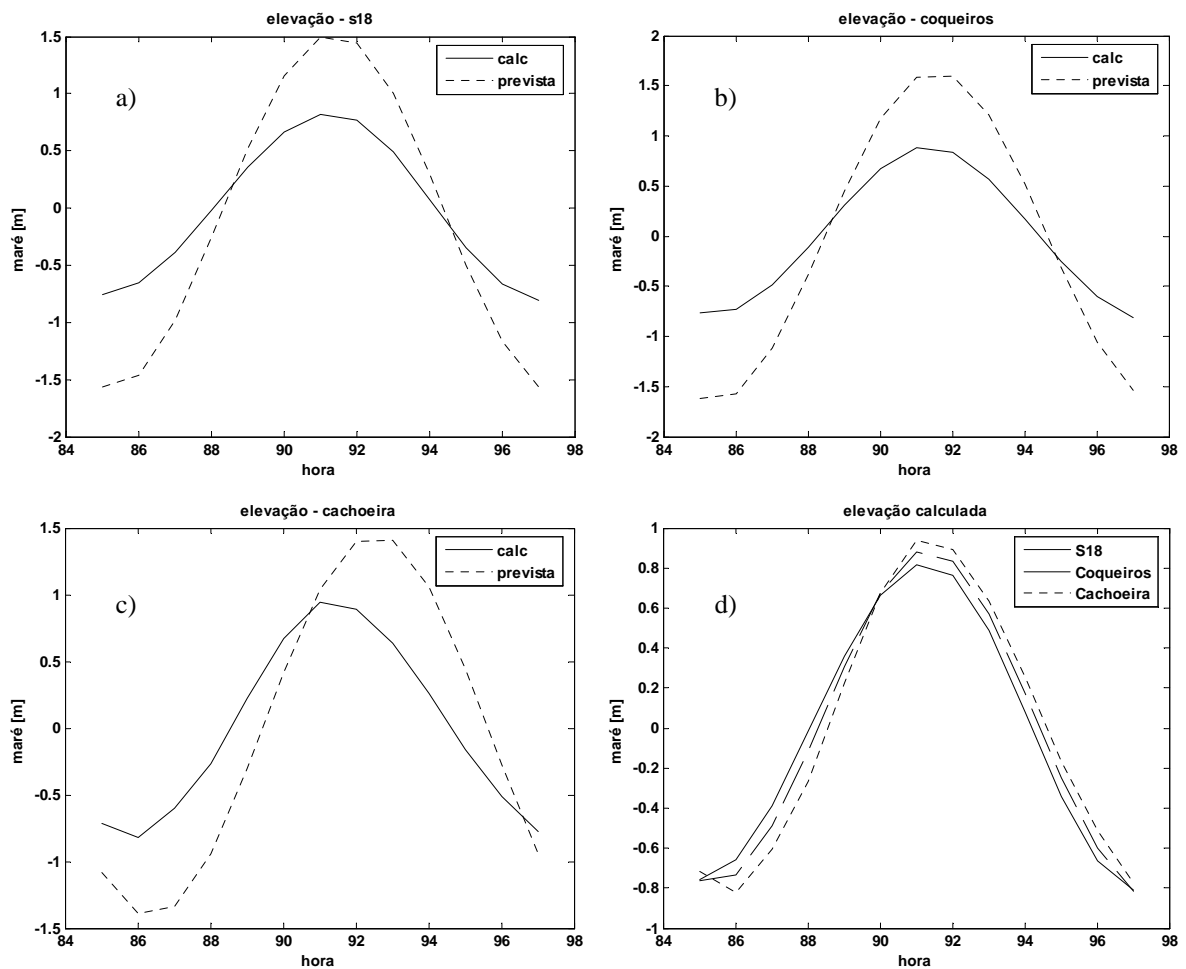 elevação - s18
1.5
1
0.5
0
-0.5
-1
-1.5
-2
maré [m]
a)
calc
prevista
84 86 88 90 92 94 96 98
hora
elevação - coqueiros
2
1.5
1
0.5
0
-0.5
-1
-1.5
-2
maré [m]
b)
calc
prevista
84 86 88 90 92 94 96 98
hora
elevação - cachoeira
1.5
1
0.5
0
-0.5
-1
-1.5
maré [m]
c)
calc
prevista
84 86 88 90 92 94 96 98
hora
elevação calculada
1
0.8
0.6
0.4
0.2
0
-0.2
-0.4
-0.6
-0.8
-1
maré [m]
d)
S18
Coqueiros
Cachoeira
84 86 88 90 92 94 96 98
hora